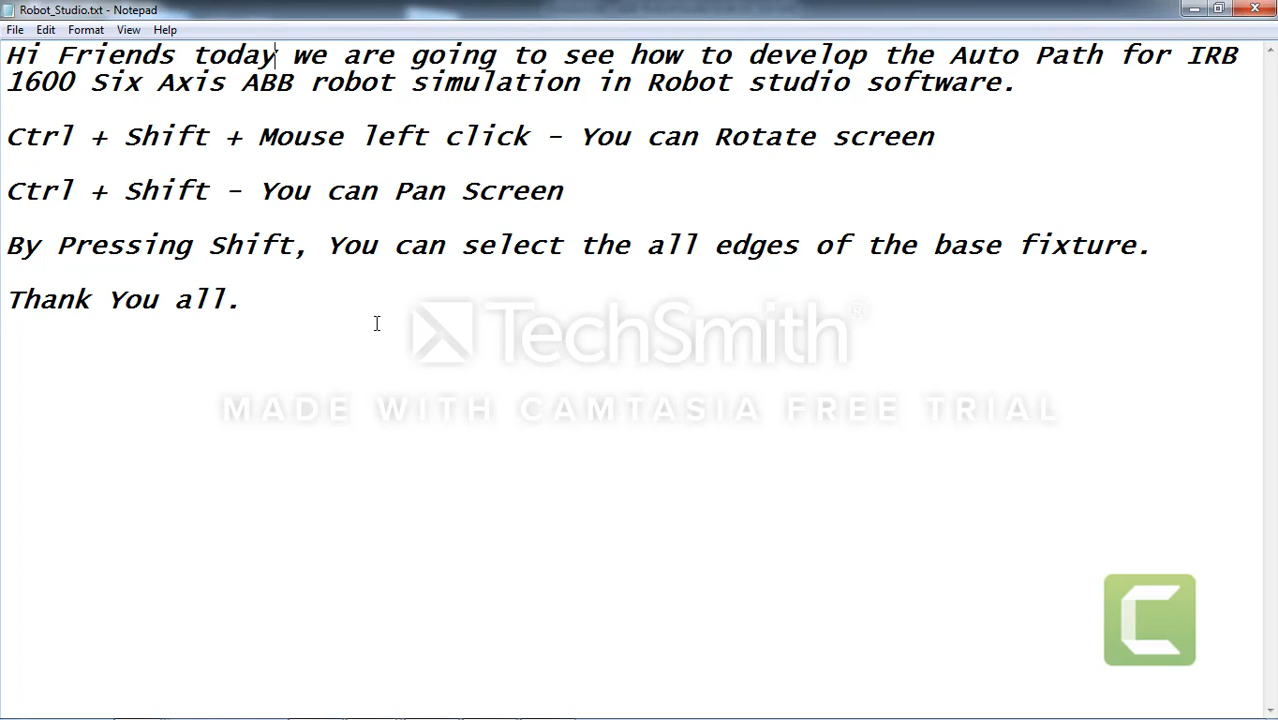 Robot_Studio.txt - Notepad
File Edit Format View Help
Hi Friends today we are going to see how to develop the Auto Path for IRB
1600 Six Axis ABB robot simulation in Robot studio software.
Ctrl + Shift + Mouse left click - You can Rotate screen
Ctrl + Shift - You can Pan Screen
By Pressing Shift, You can select the all edges of the base fixture.
Thank You all.
TechSmith®
MADE WITH CAMTASIA FREE TRIAL